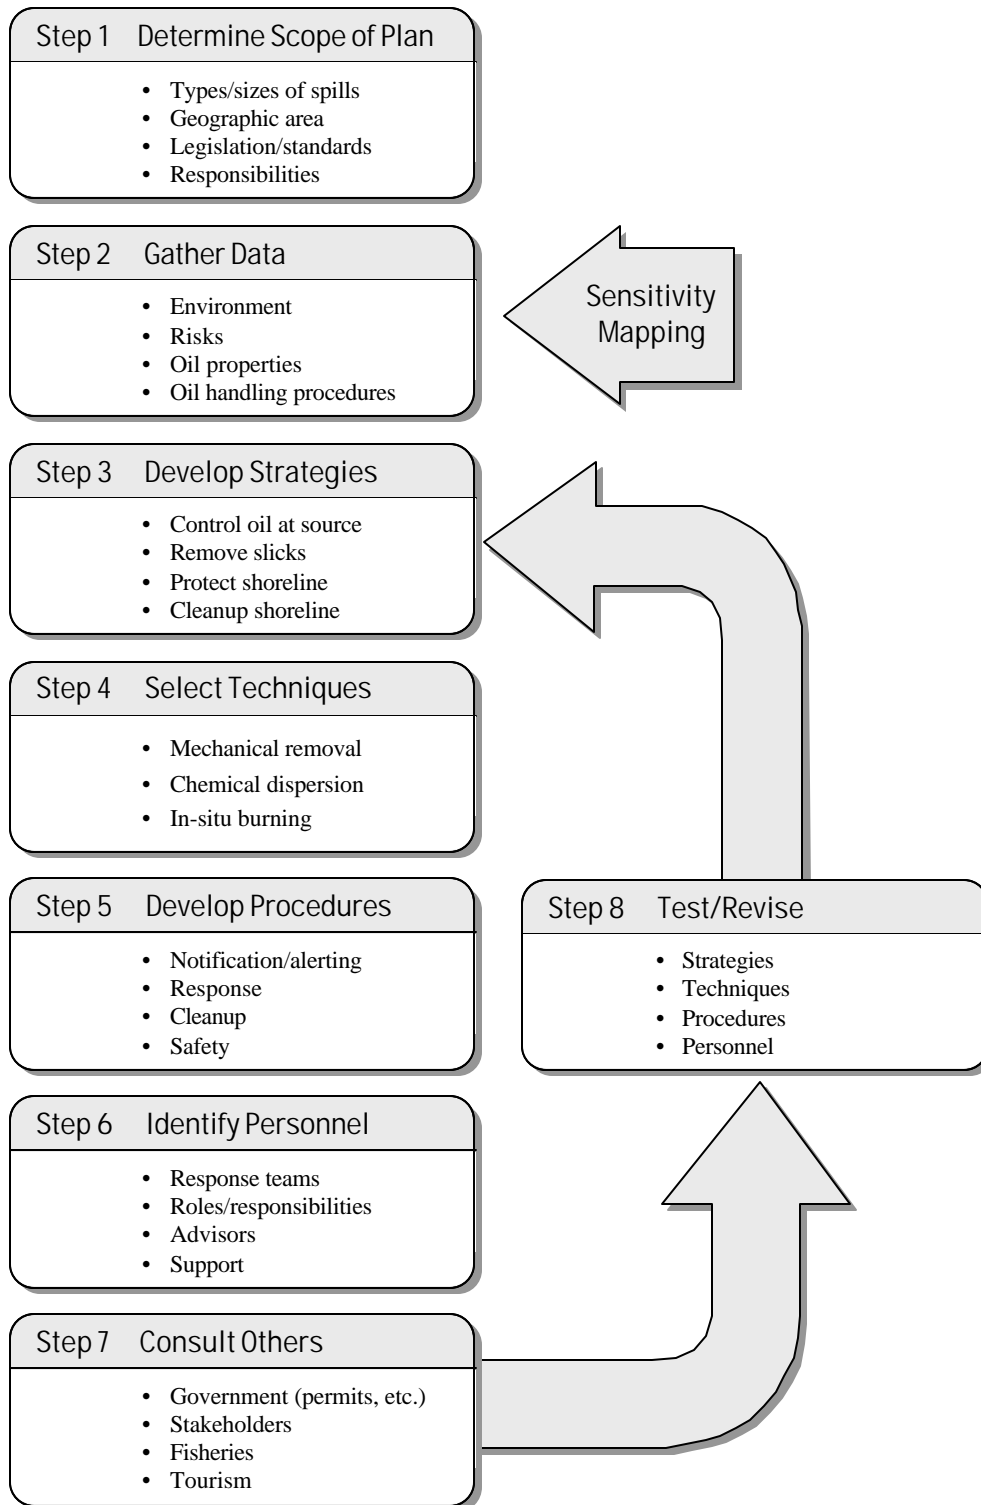 Step 1 Determine Scope of Plan
• Types/sizes of spills
• Geographic area
• Legislation/standards
• Responsibilities
Step 2 Gather Data
• Environment
• Risks
• Oil properties
• Oil handling procedures
Sensitivity
Mapping
Step 3 Develop Strategies
• Control oil at source
• Remove slicks
• Protect shoreline
• Cleanup shoreline
Step 4 Select Techniques
• Mechanical removal
• Chemical dispersion
• In-situ burning
Step 5 Develop Procedures
• Notification/alerting
• Response
• Cleanup
• Safety
Step 6 Identify Personnel
• Response teams
• Roles/responsibilities
• Advisors
• Support
Step 7 Consult Others
• Government (permits, etc.)
• Stakeholders
• Fisheries
• Tourism
Step 8 Test/Revise
• Strategies
• Techniques
• Procedures
• Personnel